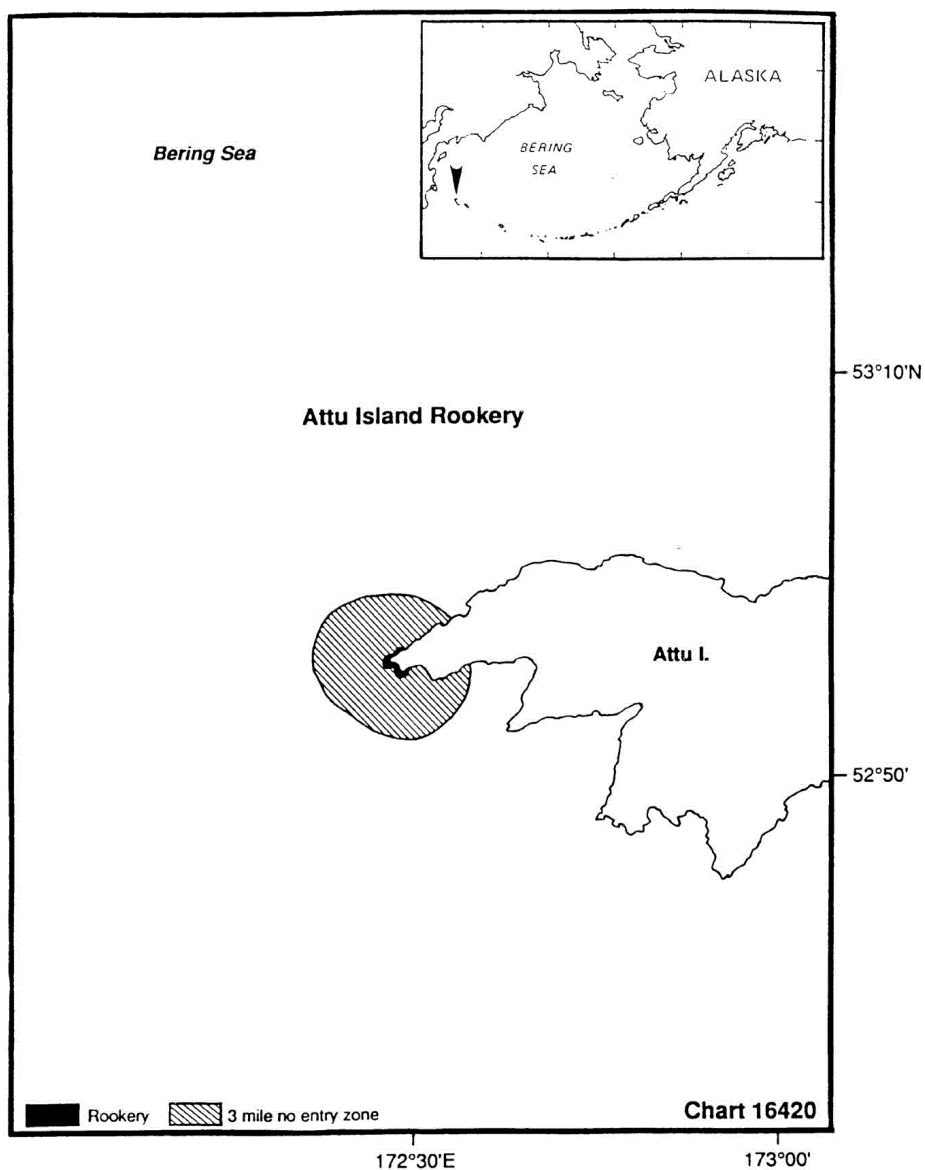 ALASKA
BERING
SEA
Bering Sea
53°10'N
Attu Island Rookery
Attu I.
52°50'
Rookery
3 mile no entry zone
Chart 16420
172°30'E
173°00'